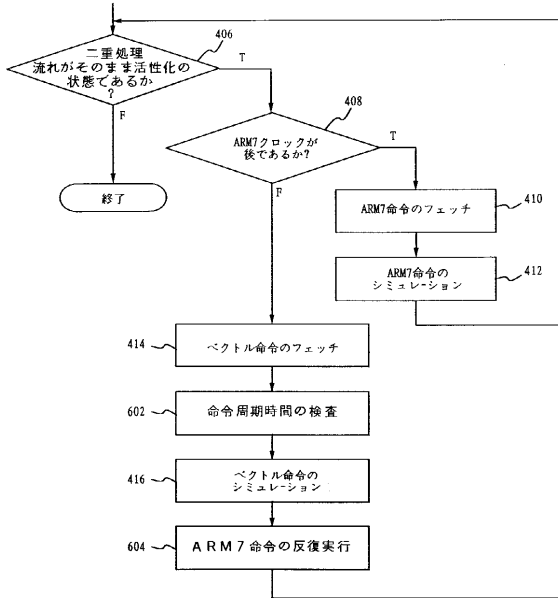 406
二重処理
流れがそのまま活性化の
状態であるか
?
T
F
408
ARM7クロックが
後であるか?
T
F
終了
ARM7命令のフェッチ
410
ARM7命令の
シミュレーション
412
414
ベクトル命令のフェッチ
602
命令周期時間の検査
416
ベクトル命令の
シミュレーション
604
ARM7命令の反復実行